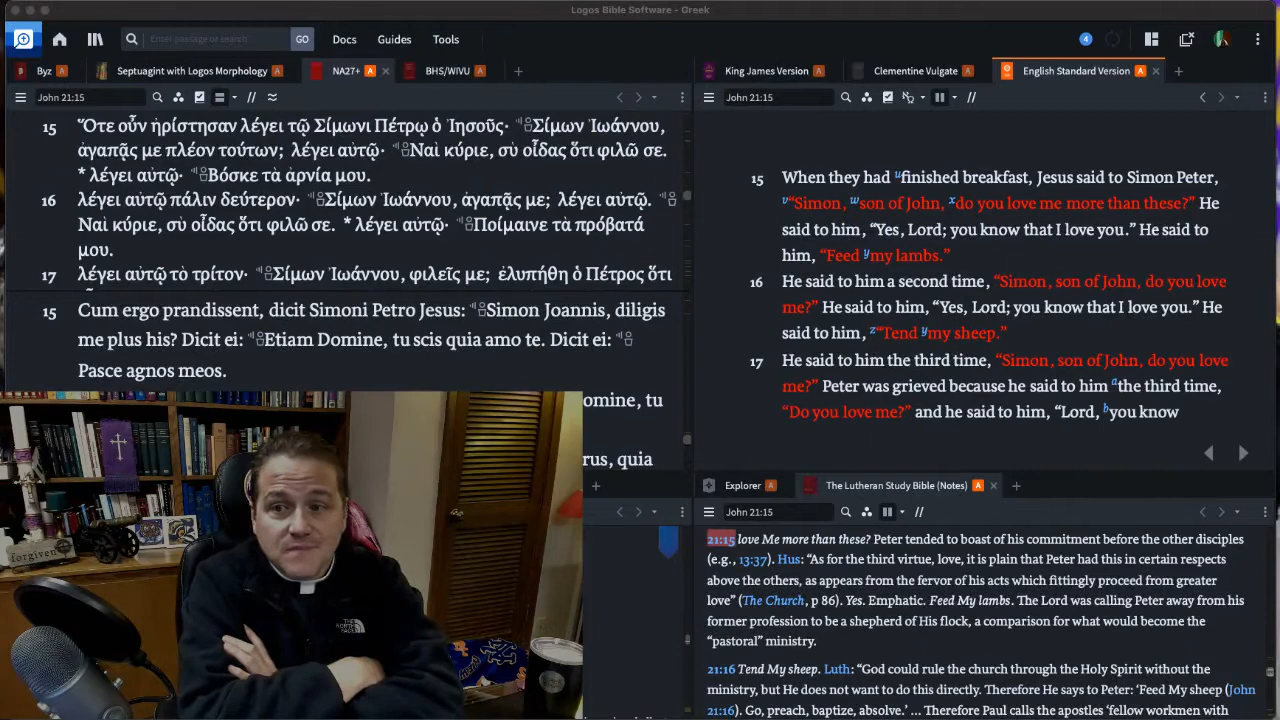 Logos Bible Software - Greek
Enter passage or search GO Docs Guides Tools 4
Byz A Septuagint with Logos Morphology A NA27+ A BHS/WIVU A
John 21:15
15 Ὅτε οὖν ἠρίστησαν λέγει τῷ Σίμωνι Πέτρῳ ὁ Ἰησοῦς· Σίμων Ἰωάννου,
ἀγαπᾷς με πλέον τούτων; λέγει αὐτῷ· Ναὶ κύριε, σὺ οἶδας ὅτι φιλῶ σε.
* λέγει αὐτῷ· Βόσκε τὰ ἀρνία μου.
16 λέγει αὐτῷ πάλιν δεύτερον· Σίμων Ἰωάννου, ἀγαπᾷς με; λέγει αὐτῷ.
Ναὶ κύριε, σὺ οἶδας ὅτι φιλῶ σε. * λέγει αὐτῷ· Ποίμαινε τὰ πρόβατά
μου.
17 λέγει αὐτῷ τὸ τρίτον· Σίμων Ἰωάννου, φιλεῖς με; ἐλυπήθη ὁ Πέτρος ὅτι
15 Cum ergo prandissent, dicit Simoni Petro Jesus: Simon Joannis, diligis
me plus his? Dicit ei: Etiam Domine, tu scis quia amo te. Dicit ei:
Pasce agnos meos.
omine, tu
rus, quia
forgiven
THE
NORTH
FACE
King James Version A Clementine Vulgate A English Standard Version A
John 21:15
15 When they had u finished breakfast, Jesus said to Simon Peter,
v “Simon, w son of John, x do you love me more than these?” He
said to him, “Yes, Lord; you know that I love you.” He said to
him, “Feed y my lambs.”
16 He said to him a second time, “Simon, son of John, do you love
me?” He said to him, “Yes, Lord; you know that I love you.” He
said to him, z “Tend y my sheep.”
17 He said to him the third time, “Simon, son of John, do you love
me?” Peter was grieved because he said to him a the third time,
“Do you love me?” and he said to him, “Lord, b you know
Explorer A The Lutheran Study Bible (Notes) A
John 21:15
21:15 love Me more than these? Peter tended to boast of his commitment before the other disciples
(e.g., 13:37). Hus: “As for the third virtue, love, it is plain that Peter had this in certain respects
above the others, as appears from the fervor of his acts which fittingly proceed from greater
love” (The Church, p 86). Yes. Emphatic. Feed My lambs. The Lord was calling Peter away from his
former profession to be a shepherd of His flock, a comparison for what would become the
“pastoral” ministry.
21:16 Tend My sheep. Luth: “God could rule the church through the Holy Spirit without the
ministry, but He does not want to do this directly. Therefore He says to Peter: ‘Feed My sheep (John
21:16). Go, preach, baptize, absolve.’ … Therefore Paul calls the apostles ‘fellow workmen with